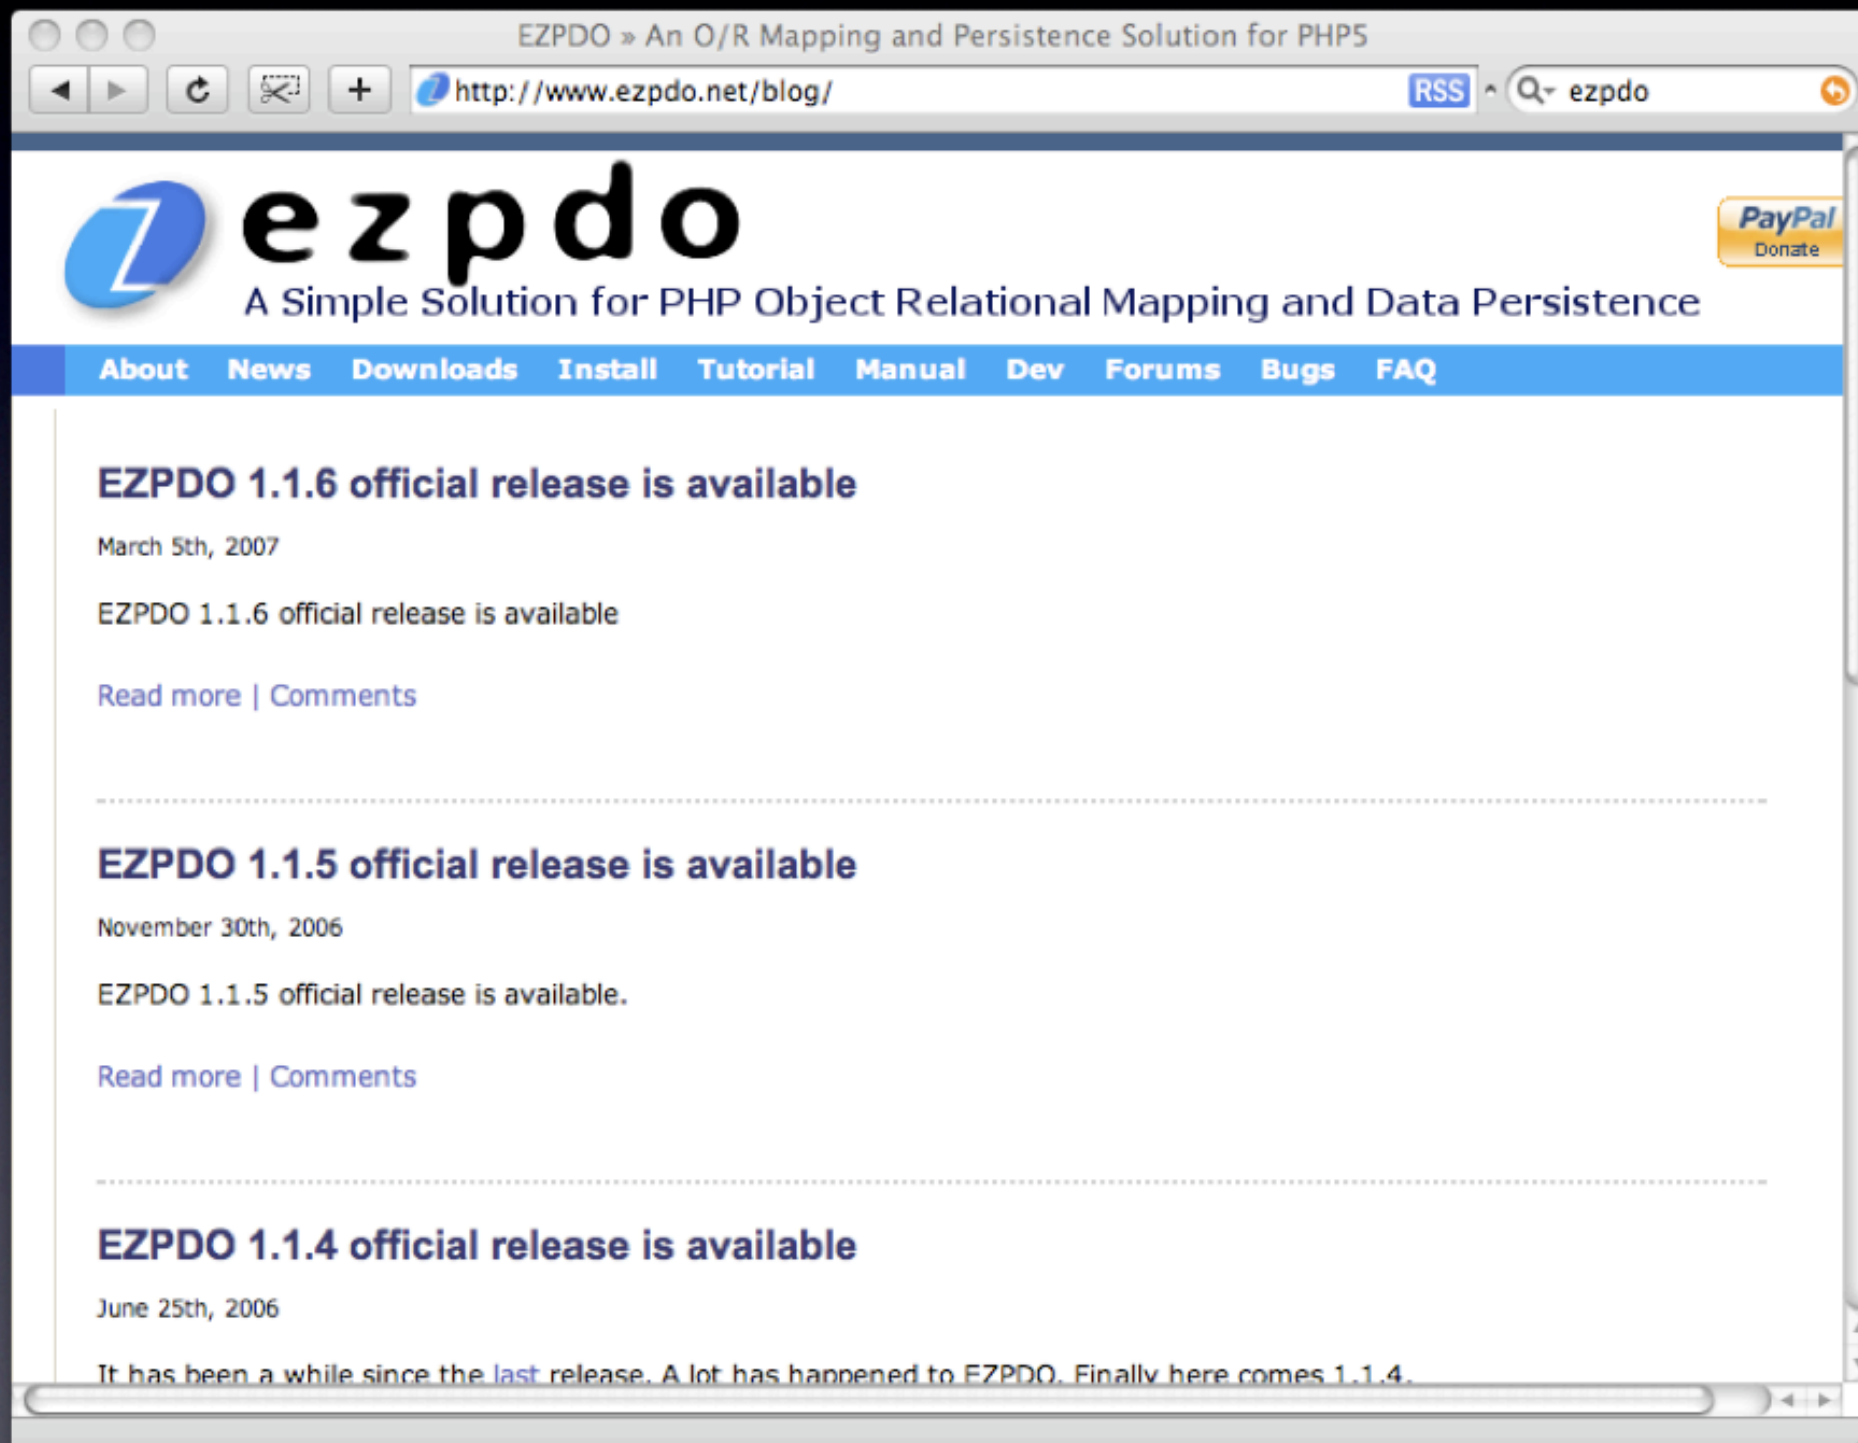 EZPDO » An O/R Mapping and Persistence Solution for PHP5
http://www.ezpdo.net/blog/ RSS ezpdo
ezpdo
PayPal
Donate
A Simple Solution for PHP Object Relational Mapping and Data Persistence
About News Downloads Install Tutorial Manual Dev Forums Bugs FAQ
EZPDO 1.1.6 official release is available
March 5th, 2007
EZPDO 1.1.6 official release is available
Read more | Comments
EZPDO 1.1.5 official release is available
November 30th, 2006
EZPDO 1.1.5 official release is available.
Read more | Comments
EZPDO 1.1.4 official release is available
June 25th, 2006
It has been a while since the last release. A lot has happened to EZPDO. Finally here comes 1.1.4.